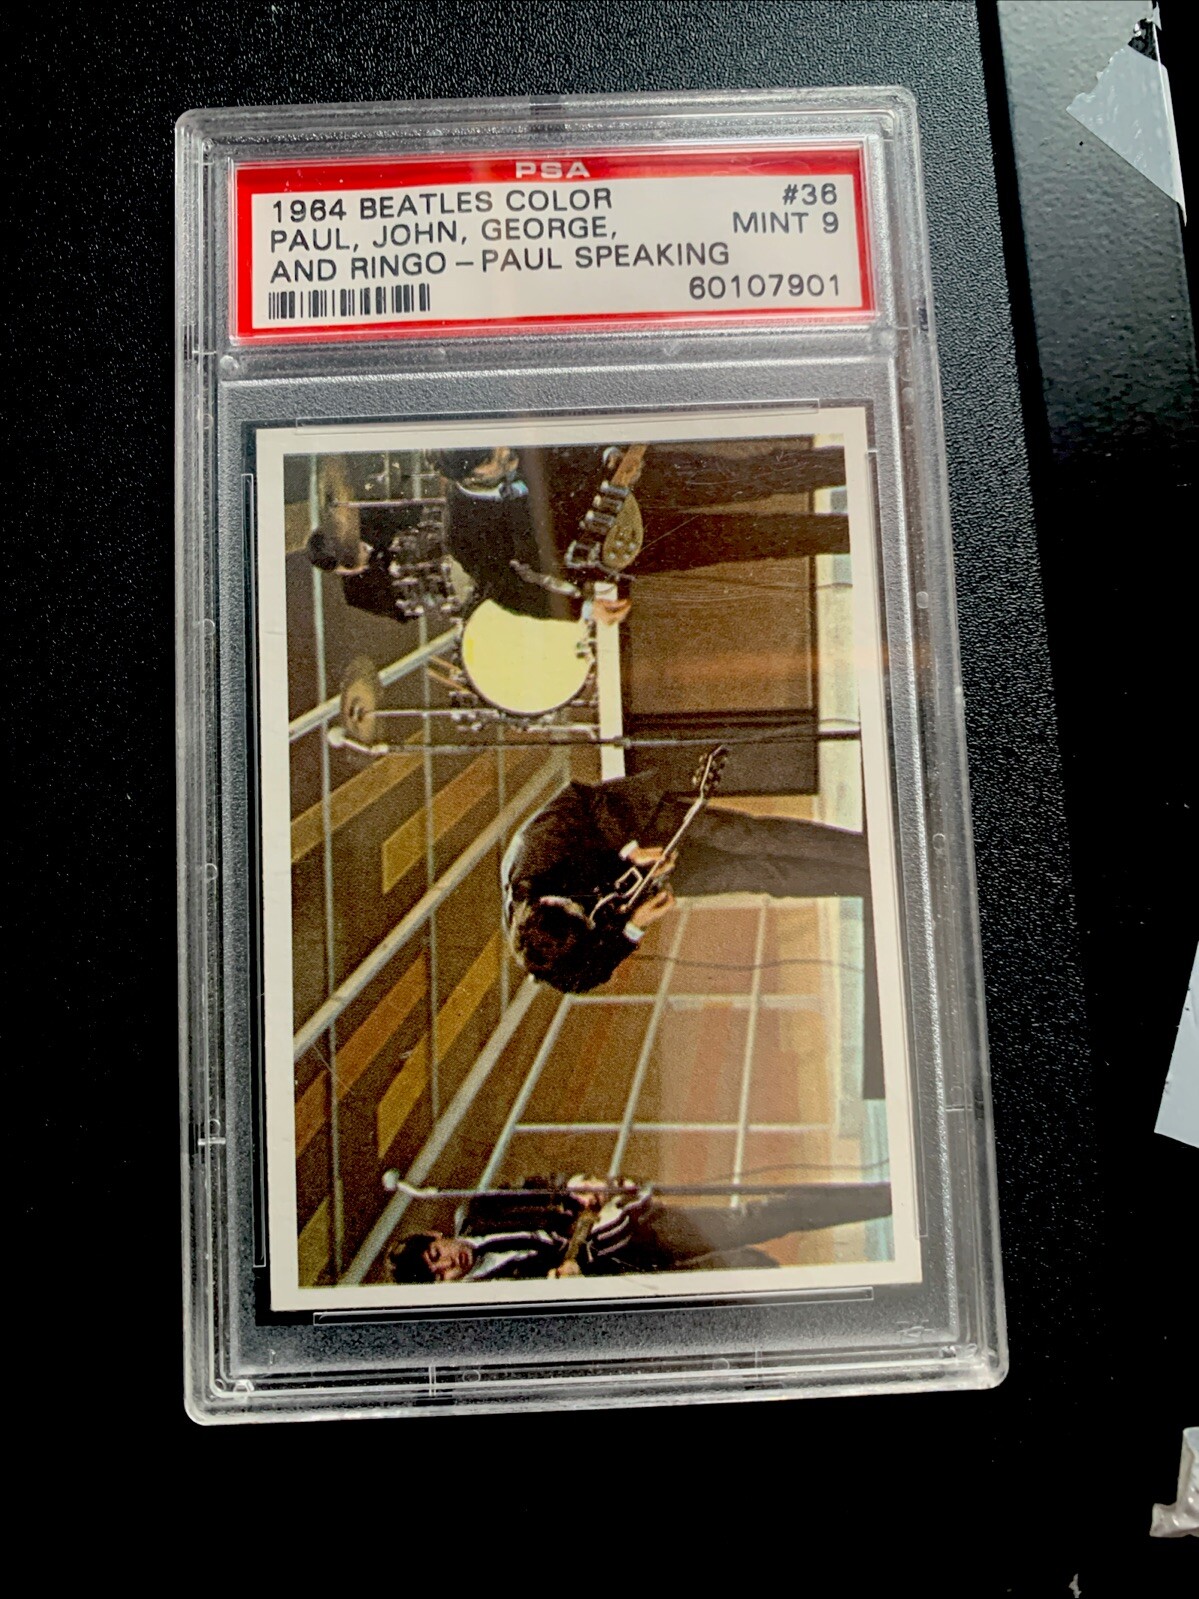 PSA
1964 BEATLES COLOR #36
PAUL, JOHN, GEORGE, MINT 9
AND RINGO - PAUL SPEAKING
60107901